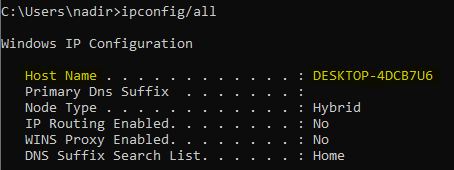 C:\Users\nadir>ipconfig/all
Windows IP Configuration
Host Name . . . . . . . . . . . . : DESKTOP-4DCB7U6
Primary Dns Suffix  . . . . . . . :
Node Type . . . . . . . . . . . . : Hybrid
IP Routing Enabled. . . . . . . . : No
WINS Proxy Enabled. . . . . . . . : No
DNS Suffix Search List. . . . . . : Home